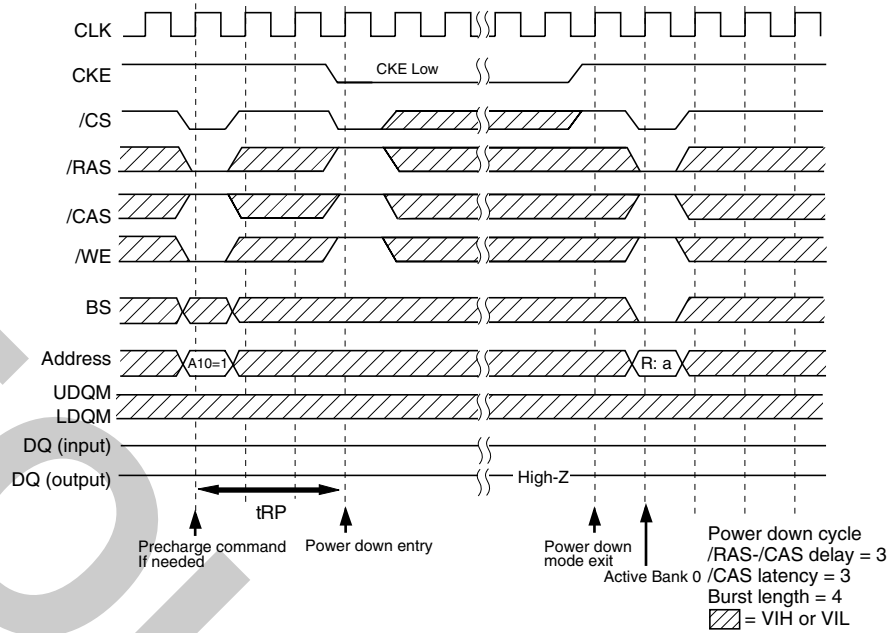 CLK
CKE
CKE Low
/CS
/RAS
/CAS
/WE
BS
Address
A10=1
R: a
UDQM
LDQM
DQ (input)
DQ (output)
High-Z
tRP
Precharge command
If needed
Power down entry
Power down
mode exit
Active Bank 0
Power down cycle
/RAS-/CAS delay = 3
/CAS latency = 3
Burst length = 4
= VIH or VIL